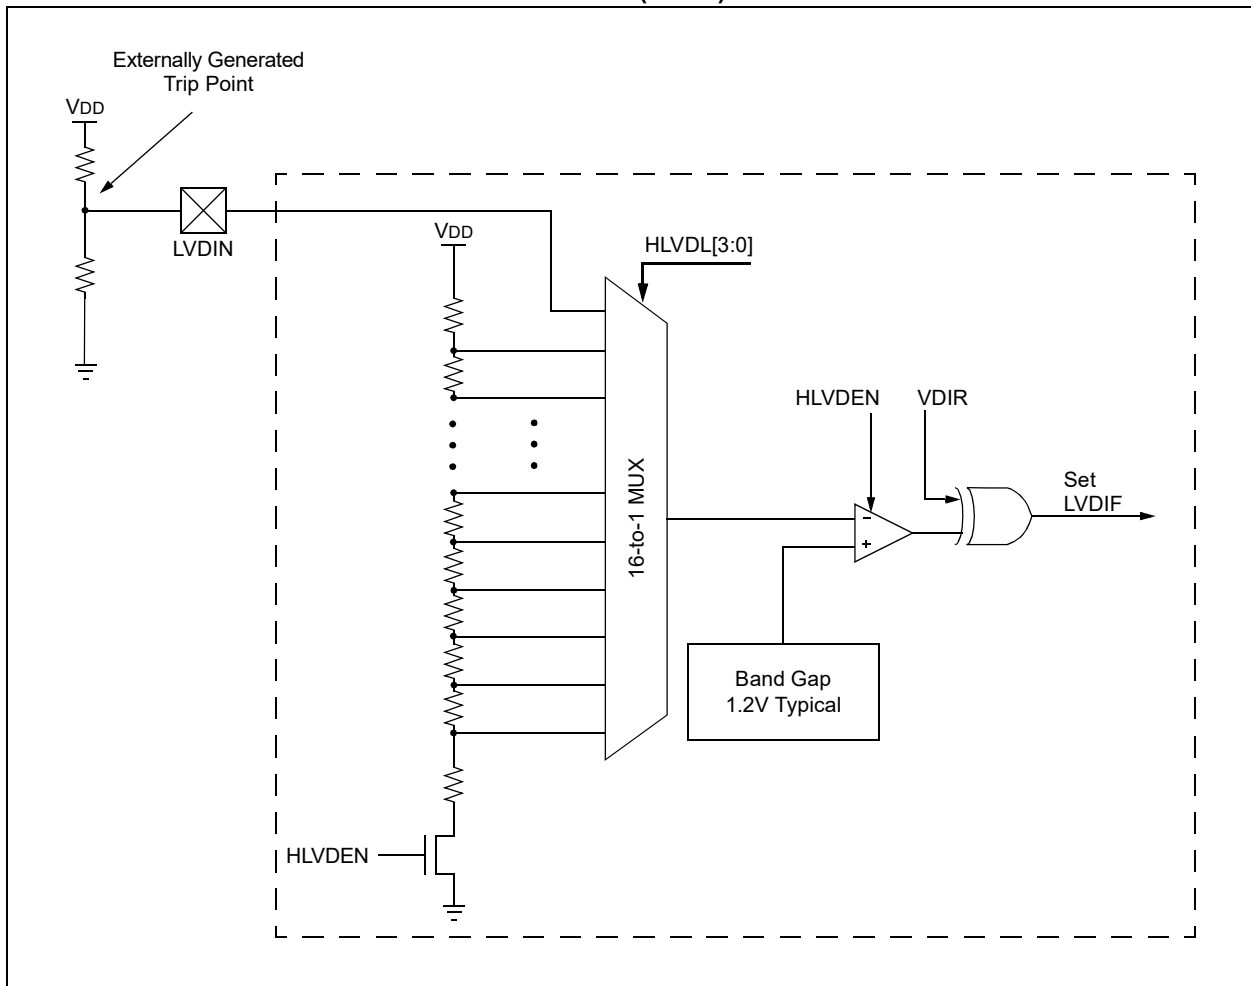 Externally Generated
Trip Point
VDD
LVDIN
VDD
HLVDL[3:0]
16-to-1 MUX
HLVDEN
VDIR
Set
LVDIF
–
+
Band Gap
1.2V Typical
HLVDEN